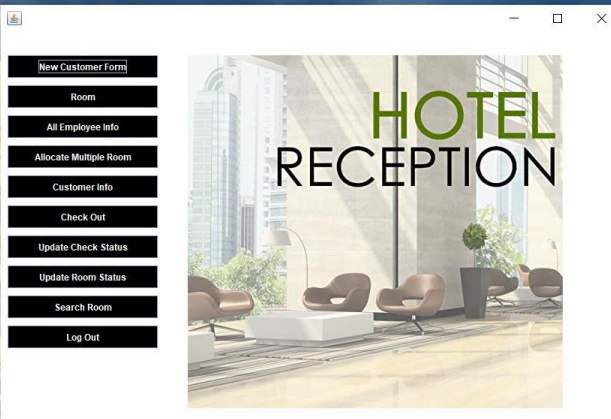 New Customer Form
Room
All Employee Info
Allocate Multiple Room
Customer Info
Check Out
Update Check Status
Update Room Status
Search Room
Log Out
HOTEL
RECEPTION